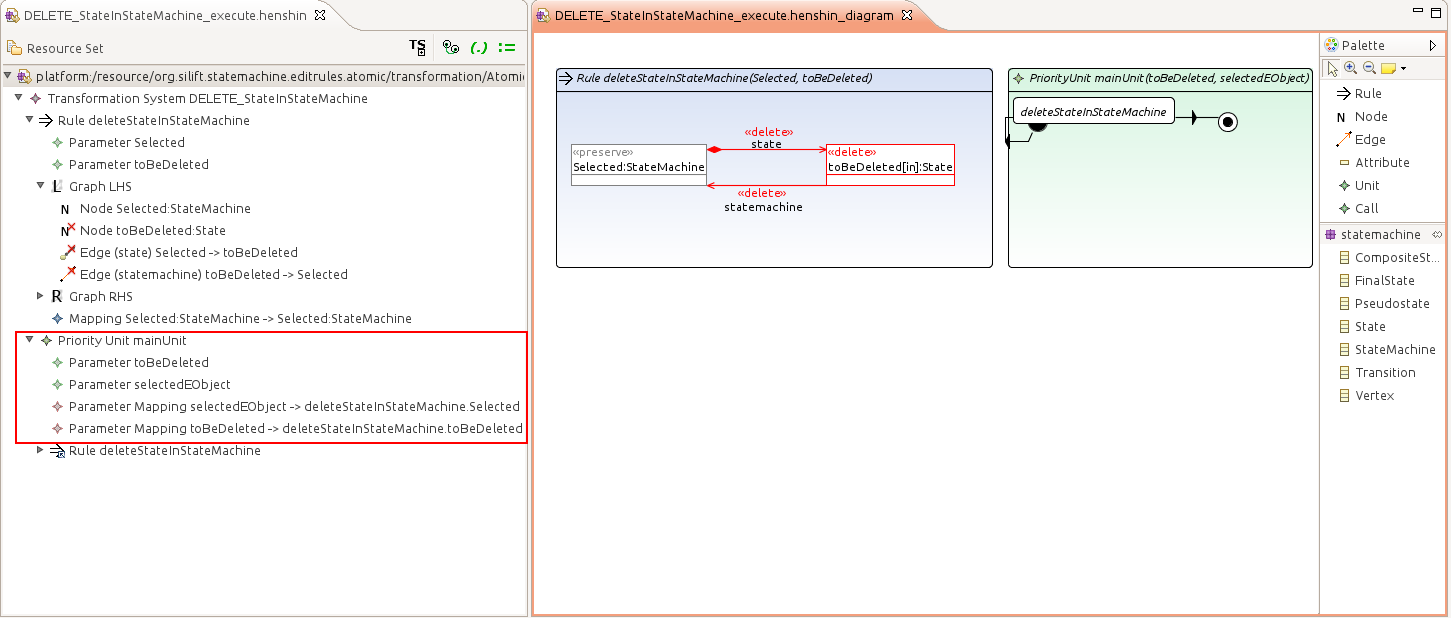 DELETE_StateInStateMachine_execute.henshin
Resource Set
TS
platform:/resource/org.silift.statemachine.editrules.atomic/transformation/Atomi
Transformation System DELETE_StateInStateMachine
Rule deleteStateInStateMachine
Parameter Selected
Parameter toBeDeleted
L Graph LHS
N Node Selected:StateMachine
N Node toBeDeleted:State
Edge (state) Selected -> toBeDeleted
Edge (statemachine) toBeDeleted -> Selected
R Graph RHS
Mapping Selected:StateMachine -> Selected:StateMachine
Priority Unit mainUnit
Parameter toBeDeleted
Parameter selectedEObject
Parameter Mapping selectedEObject -> deleteStateInStateMachine.Selected
Parameter Mapping toBeDeleted -> deleteStateInStateMachine.toBeDeleted
Rule deleteStateInStateMachine
DELETE_StateInStateMachine_execute.henshin_diagram
Rule deleteStateInStateMachine(Selected, toBeDeleted)
«delete»
state
«preserve»
Selected:StateMachine
«delete»
toBeDeleted[in]:State
«delete»
statemachine
PriorityUnit mainUnit(toBeDeleted, selectedEObject)
deleteStateInStateMachine
Palette
Rule
N Node
Edge
Attribute
Unit
Call
statemachine
CompositeSt...
FinalState
Pseudostate
State
StateMachine
Transition
Vertex